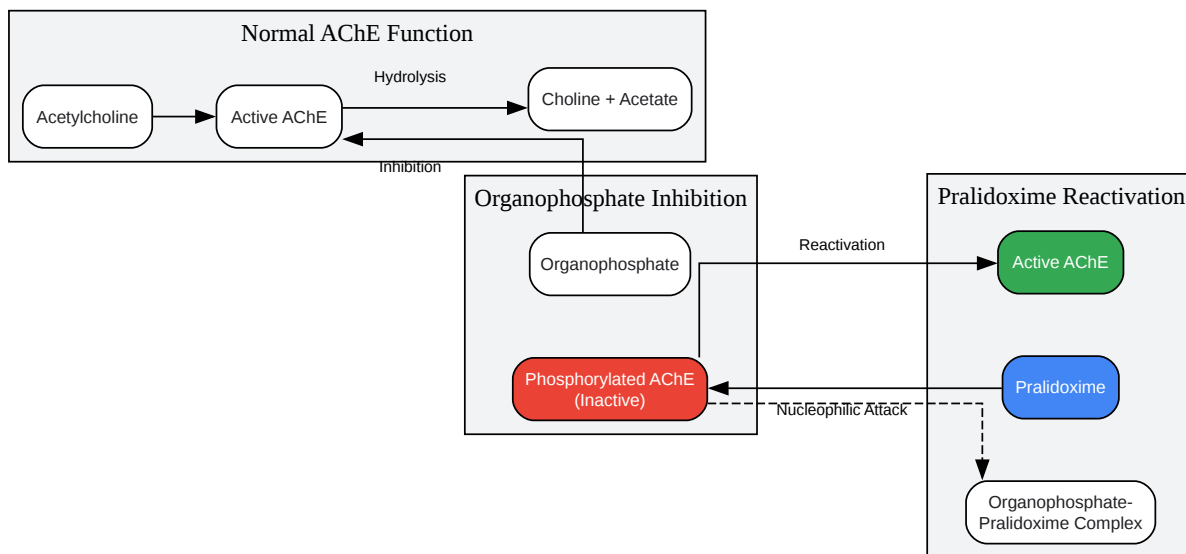 Normal AChE Function
Hydrolysis
Acetylcholine
Active AChE
Choline + Acetate
Inhibition
Organophosphate Inhibition
Organophosphate
Phosphorylated AChE
(Inactive)
Pralidoxime Reactivation
Reactivation
Active AChE
Pralidoxime
Nucleophilic Attack
Organophosphate-
Pralidoxime Complex